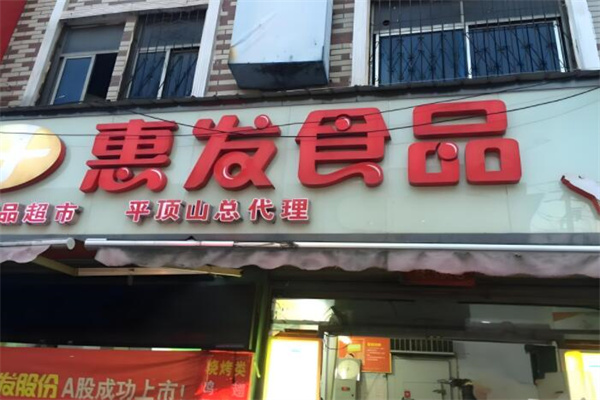 惠发食品
品超市 平顶山总代理
发股份 A股成功上市！
烧烤类